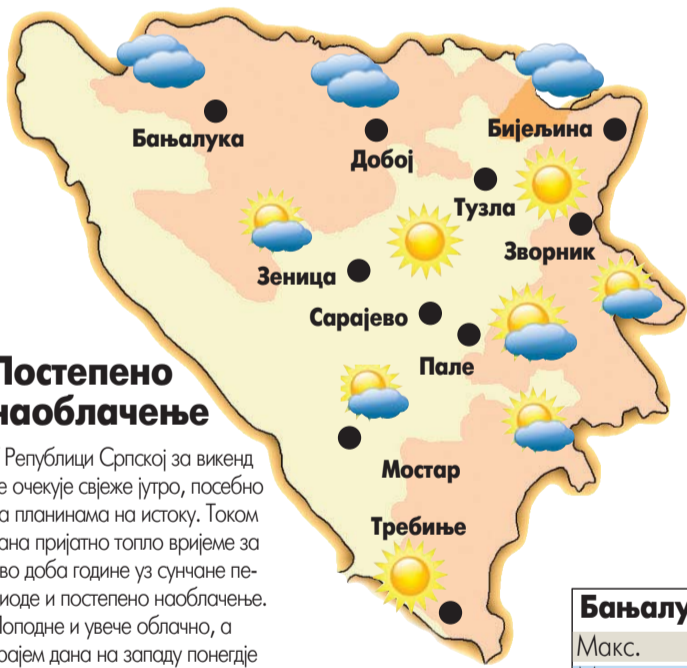 Бањалука
Добој
Бијељина
Тузла
Зворник
Зеница
Сарајево
Пале
Мостар
Требиње
Постепено
наоблачење
Републици Српској за викенд
е очекује свјеже јутро, посебно
а планинама на истоку. Током
ана пријатно топло вријеме за
во доба године уз сунчане пе-
иоде и постепено наоблачење.
Поподне и увече облачно, а
рајем дана на западу понегдје
Бањалу
Макс.